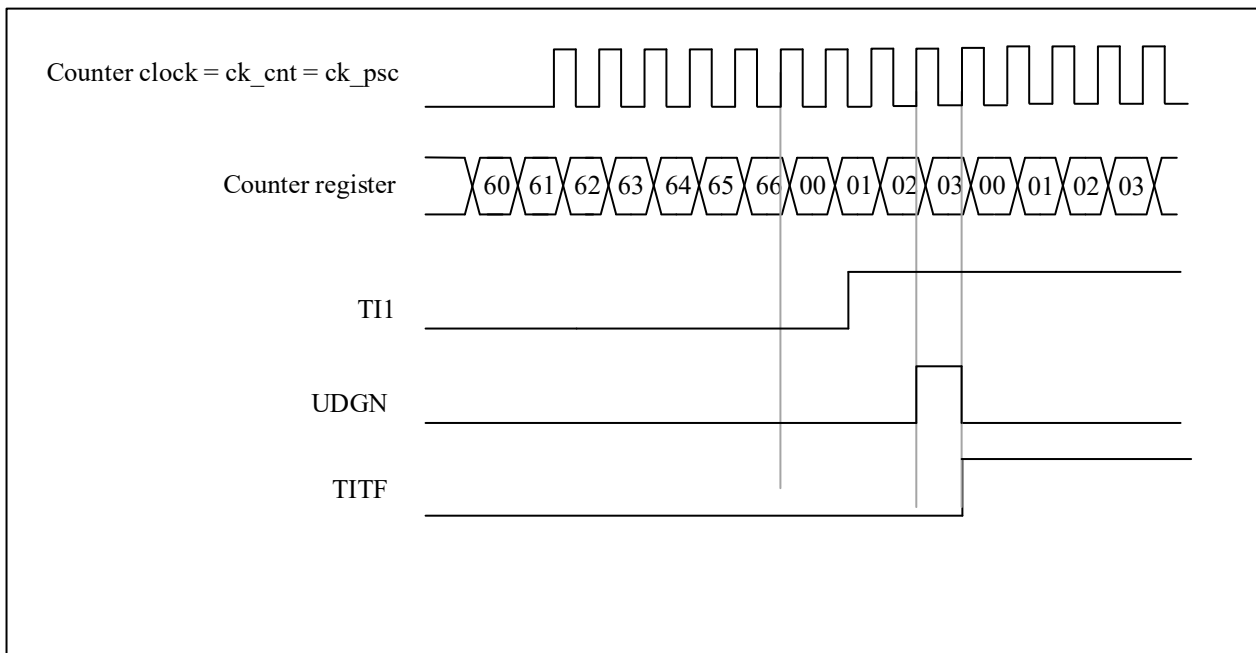 Counter clock = ck_cnt = ck_psc
Counter register
60 61 62 63 64 65 66 00 01 02 03 00 01 02 03
TI1
UDGN
TITF